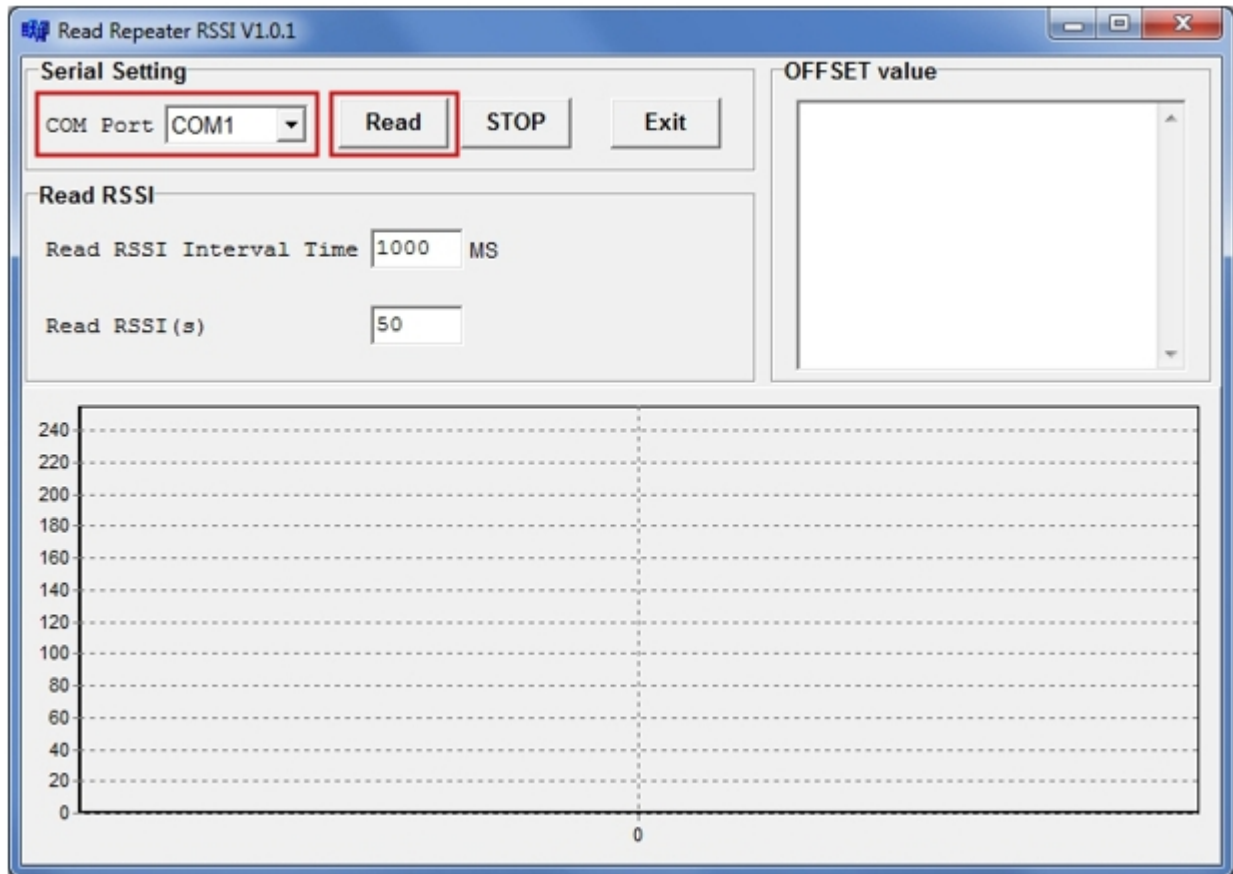 Read Repeater RSSI V1.0.1
Serial Setting
COM Port COM1 Read STOP Exit
OFFSET value
Read RSSI
Read RSSI Interval Time 1000 MS
Read RSSI(s) 50
240
220
200
180
160
140
120
100
80
60
40
20
0
0